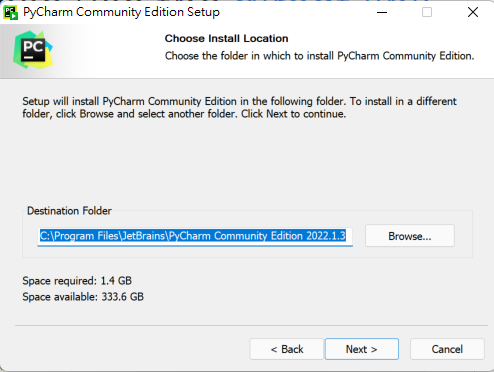 PyCharm Community Edition Setup
PC
Choose Install Location
Choose the folder in which to install PyCharm Community Edition.
PC
Setup will install PyCharm Community Edition in the following folder. To install in a different
folder, click Browse and select another folder. Click Next to continue.
Destination Folder
C:\Program Files\JetBrains\PyCharm Community Edition 2022.1.3
Browse...
Space required: 1.4 GB
Space available: 333.6 GB
< Back
Next >
Cancel